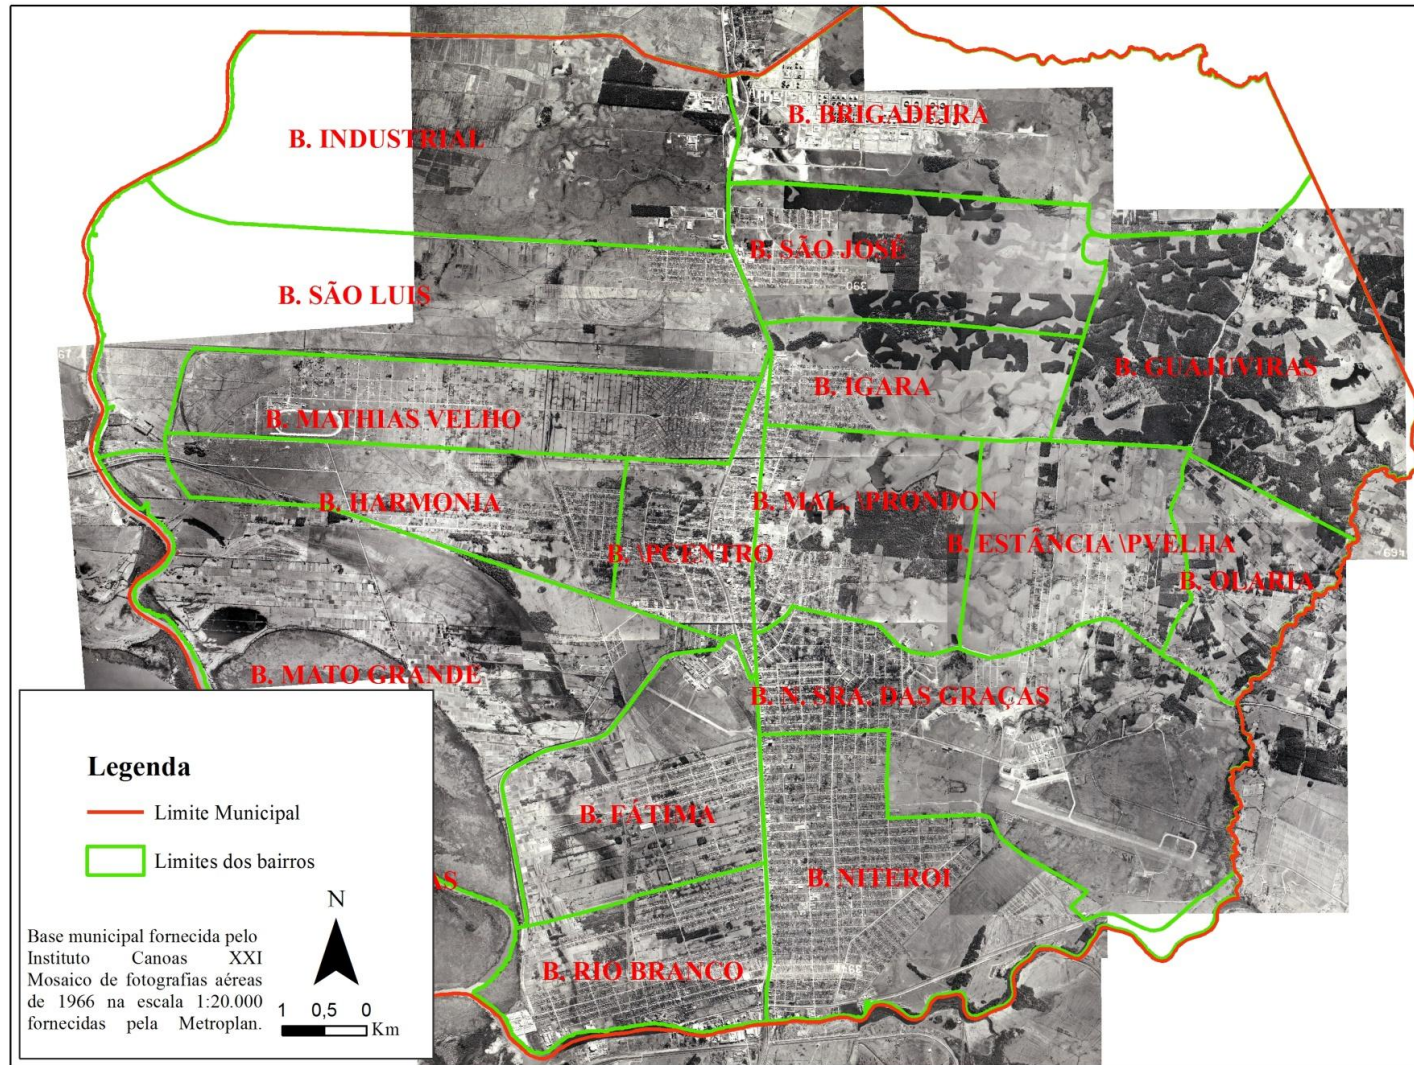 B. BRIGADEIRA
B. INDUSTRIAL
B. SÃO JOSÉ
B. SÃO LUIS
B. GUAJUVIRAS
B. IGARA
B. MATHIAS VELHO
B. HARMONIA
B. MAL. \PRONDON
B. ESTÂNCIA \PVELHA
B. \PCENTRO
B. OLARIA
B. MATO GRANDE
B. N. SRA. DAS GRAÇAS
B. FÁTIMA
B. NITEROI
AS
B. RIO BRANCO
Legenda
Limite Municipal
Limites dos bairros
N
Base municipal fornecida pelo
Instituto Canoas XXI
Mosaico de fotografias aéreas
de 1966 na escala 1:20.000
fornecidas pela Metroplan.
1 0,5 0
Km